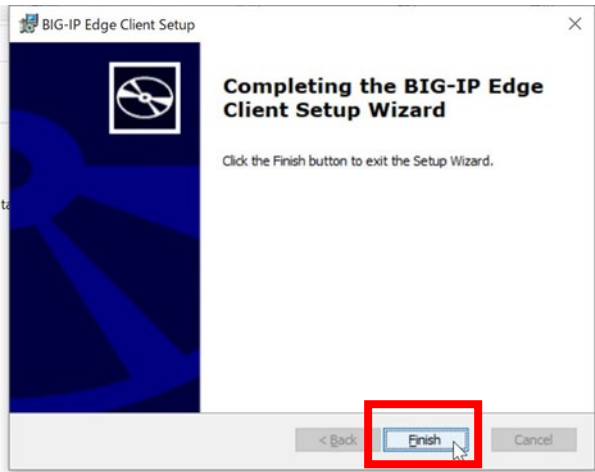 BIG-IP Edge Client Setup
Completing the BIG-IP Edge
Client Setup Wizard
Click the Finish button to exit the Setup Wizard.
ta
< Back Finish Cancel